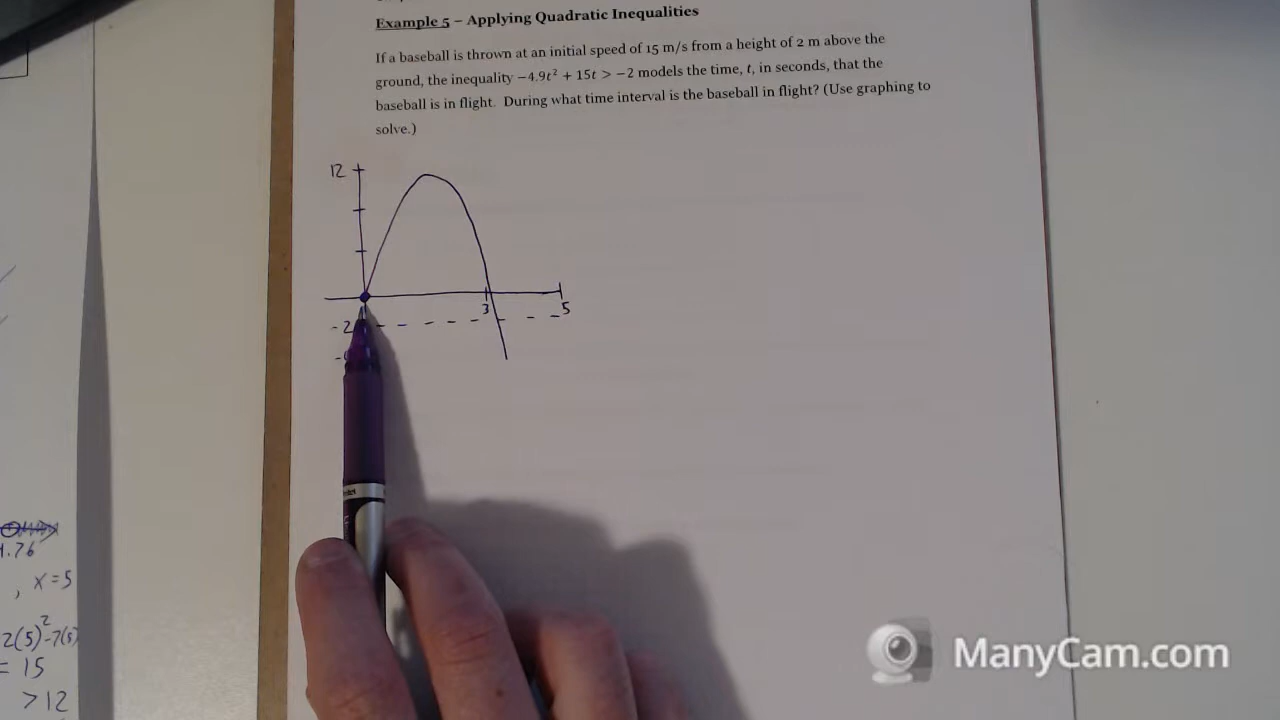 Example 5 – Applying Quadratic Inequalities
If a baseball is thrown at an initial speed of 15 m/s from a height of 2 m above the
ground, the inequality −4.9t² + 15t > −2 models the time, t, in seconds, that the
baseball is in flight. During what time interval is the baseball in flight? (Use graphing to
solve.)
12
3
5
-2
4.76
, x=5
2(5)²-7(5)
= 15
>12
ManyCam.com